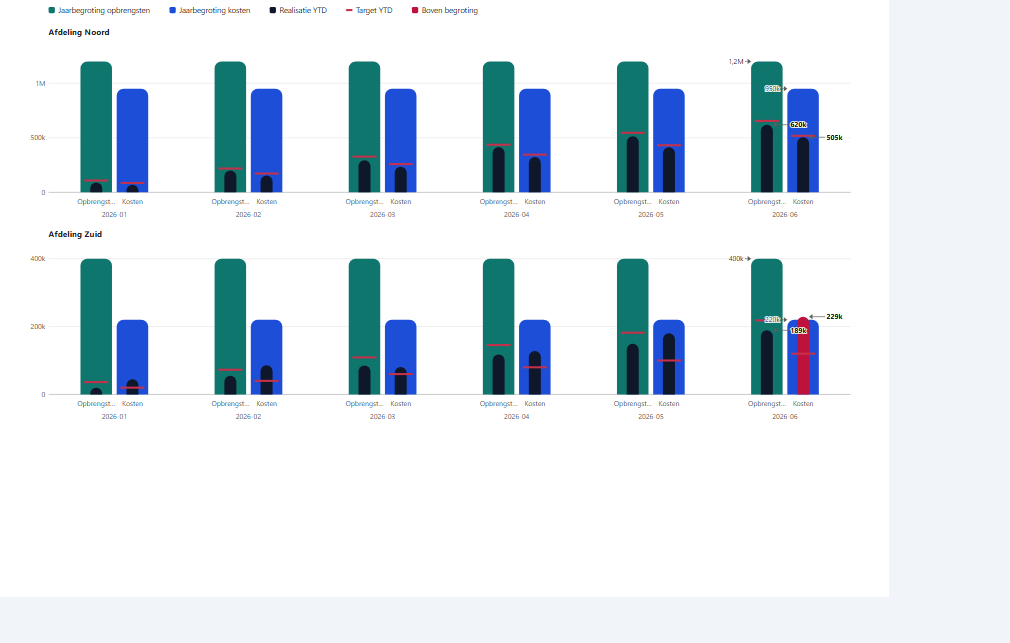 Jaarbegroting opbrengsten Jaarbegroting kosten Realisatie YTD Target YTD Boven begroting
Afdeling Noord
1,2M
1M
950k
620k
500k
505k
0
Opbrengst... Kosten Opbrengst... Kosten Opbrengst... Kosten Opbrengst... Kosten Opbrengst... Kosten Opbrengst... Kosten
2026-01 2026-02 2026-03 2026-04 2026-05 2026-06
Afdeling Zuid
400k
400k
220k
229k
200k
189k
0
Opbrengst... Kosten Opbrengst... Kosten Opbrengst... Kosten Opbrengst... Kosten Opbrengst... Kosten Opbrengst... Kosten
2026-01 2026-02 2026-03 2026-04 2026-05 2026-06